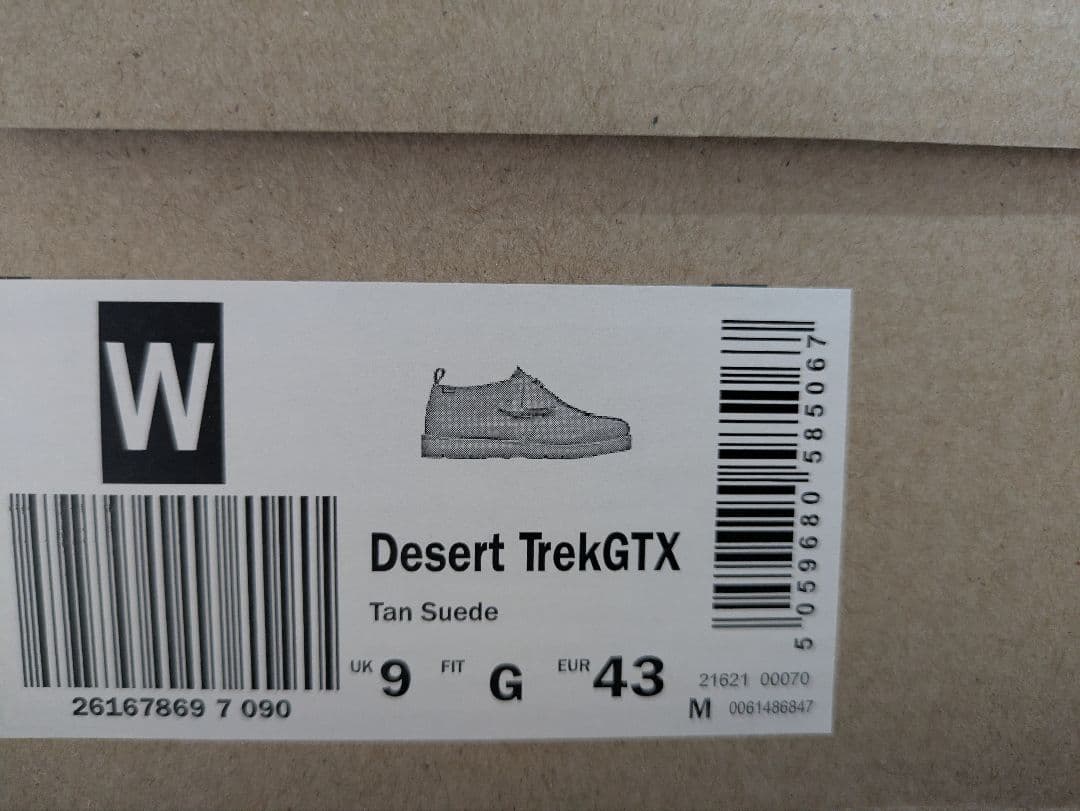 W
26167869 7 090
Desert TrekGTX
Tan Suede
UK 9 FIT G EUR 43
5 059680 585067
21621 00070
M 0061486847